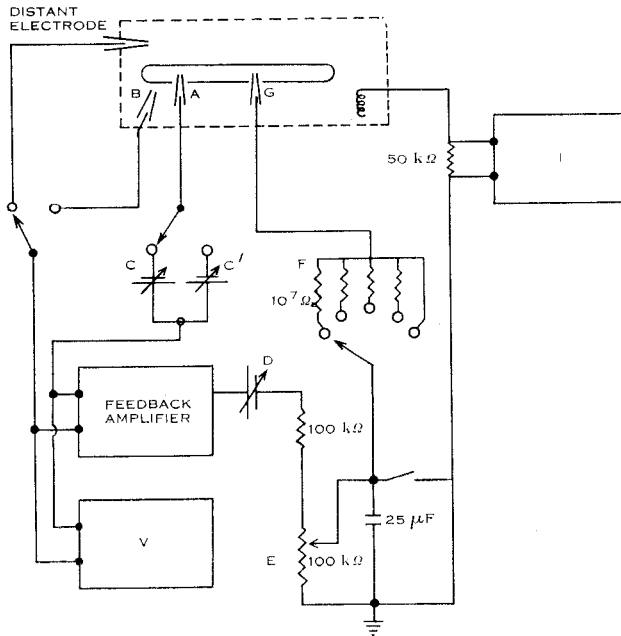 DISTANT
ELECTRODE
B
A
G
50 kΩ
I
C
C′
F
10⁷Ω
D
FEEDBACK
AMPLIFIER
100 kΩ
25 μF
V
E
100 kΩ